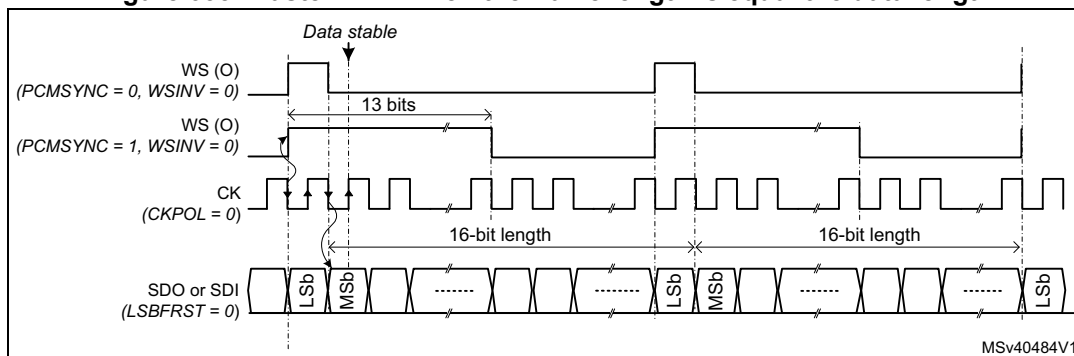 Data stable
WS (O)
(PCMSYNC = 0, WSINV = 0)
13 bits
WS (O)
(PCMSYNC = 1, WSINV = 0)
CK
(CKPOL = 0)
16-bit length
16-bit length
SDO or SDI
(LSBFRST = 0)
LSb
MSb
LSb
MSb
LSb
MSv40484V1